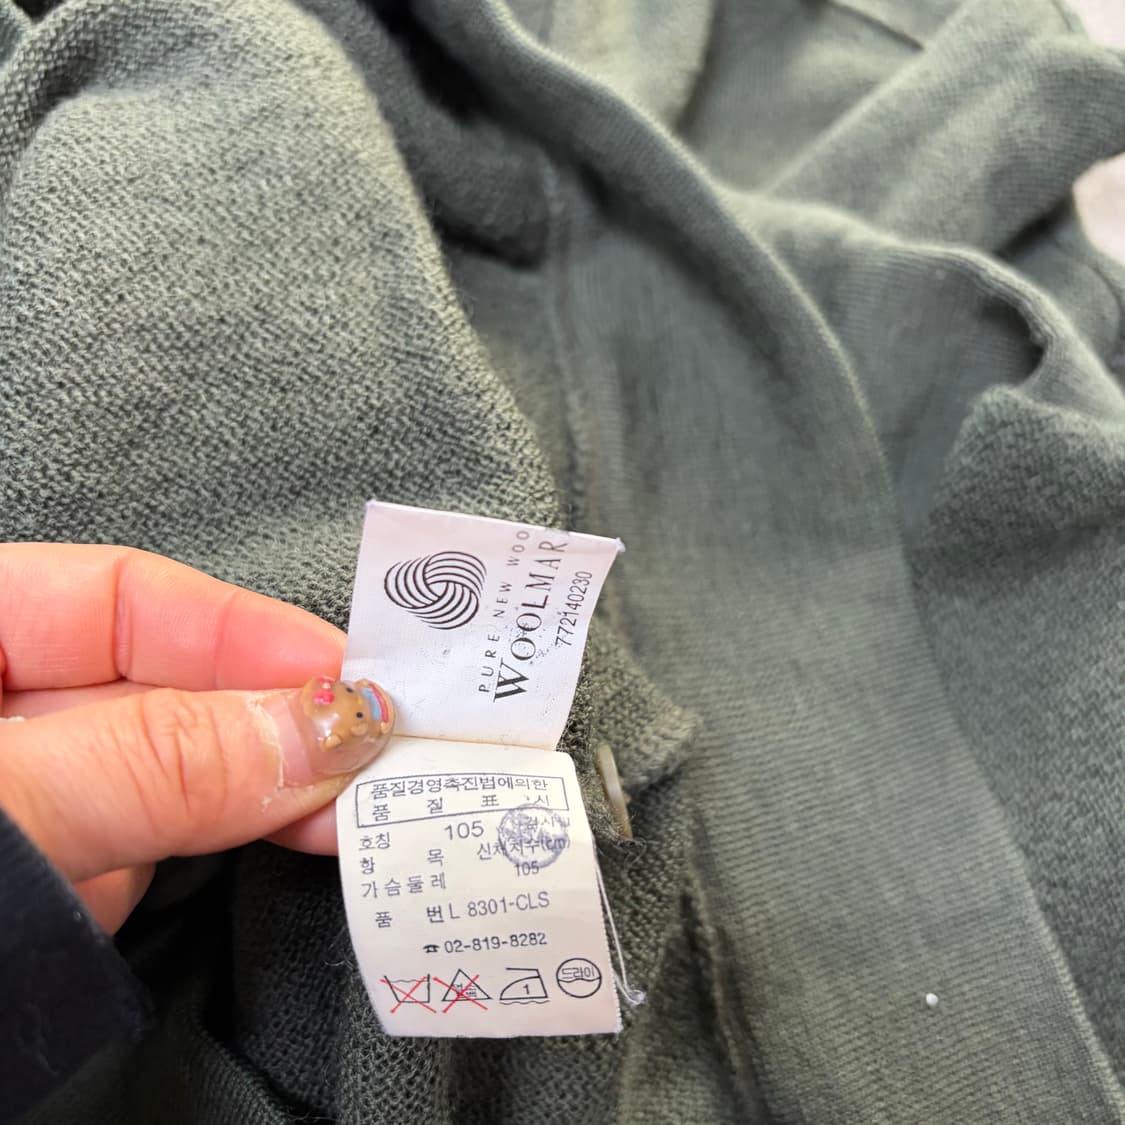 PURE NEW WOO
WOOLMAR
772140230
품질경영촉진법에의한
품 질 표 시
호칭 105
항 목 신체치수(cm)
가슴둘레 105
품 번 L 8301-CLS
☎ 02-819-8282
1
드라이